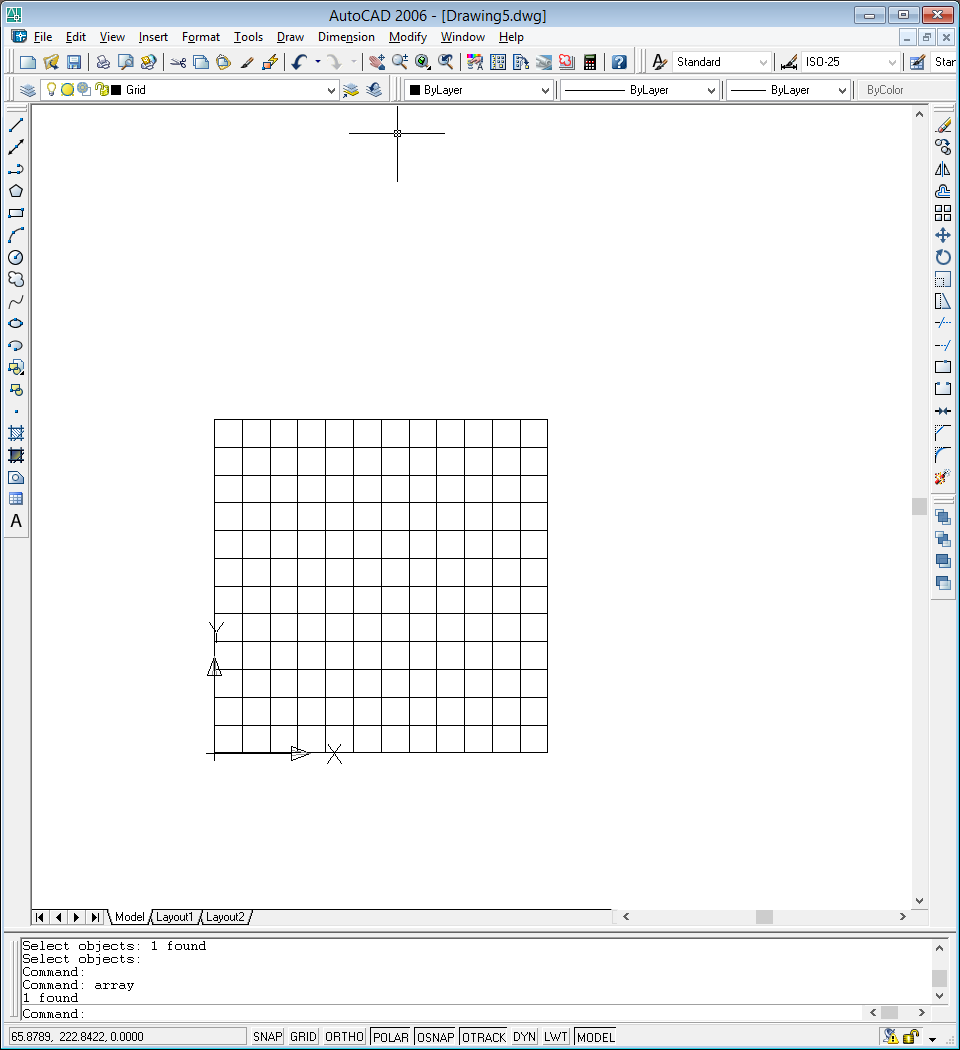 AutoCAD 2006 - [Drawing5.dwg]
File Edit View Insert Format Tools Draw Dimension Modify Window Help
Standard ISO-25 Star
Grid ByLayer ByLayer ByLayer ByColor
A
Y
X
Model Layout1 Layout2
Select objects: 1 found
Select objects:
Command:
Command: array
1 found
Command:
65.8789, 222.8422, 0.0000 SNAP GRID ORTHO POLAR OSNAP OTRACK DYN LWT MODEL